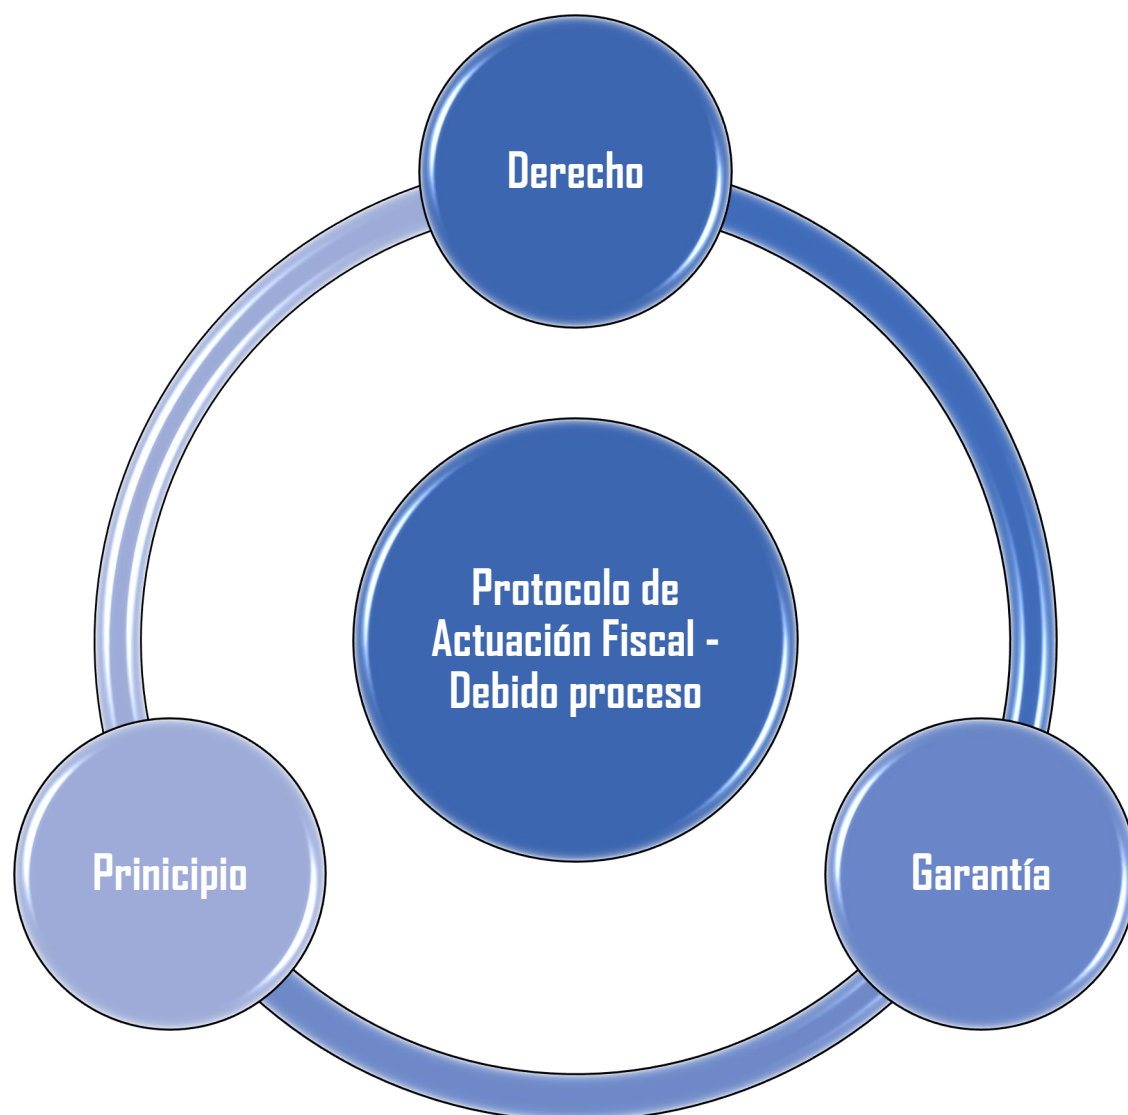 Derecho
Protocolo de
Actuación Fiscal -
Debido proceso
Prinicipio
Garantía